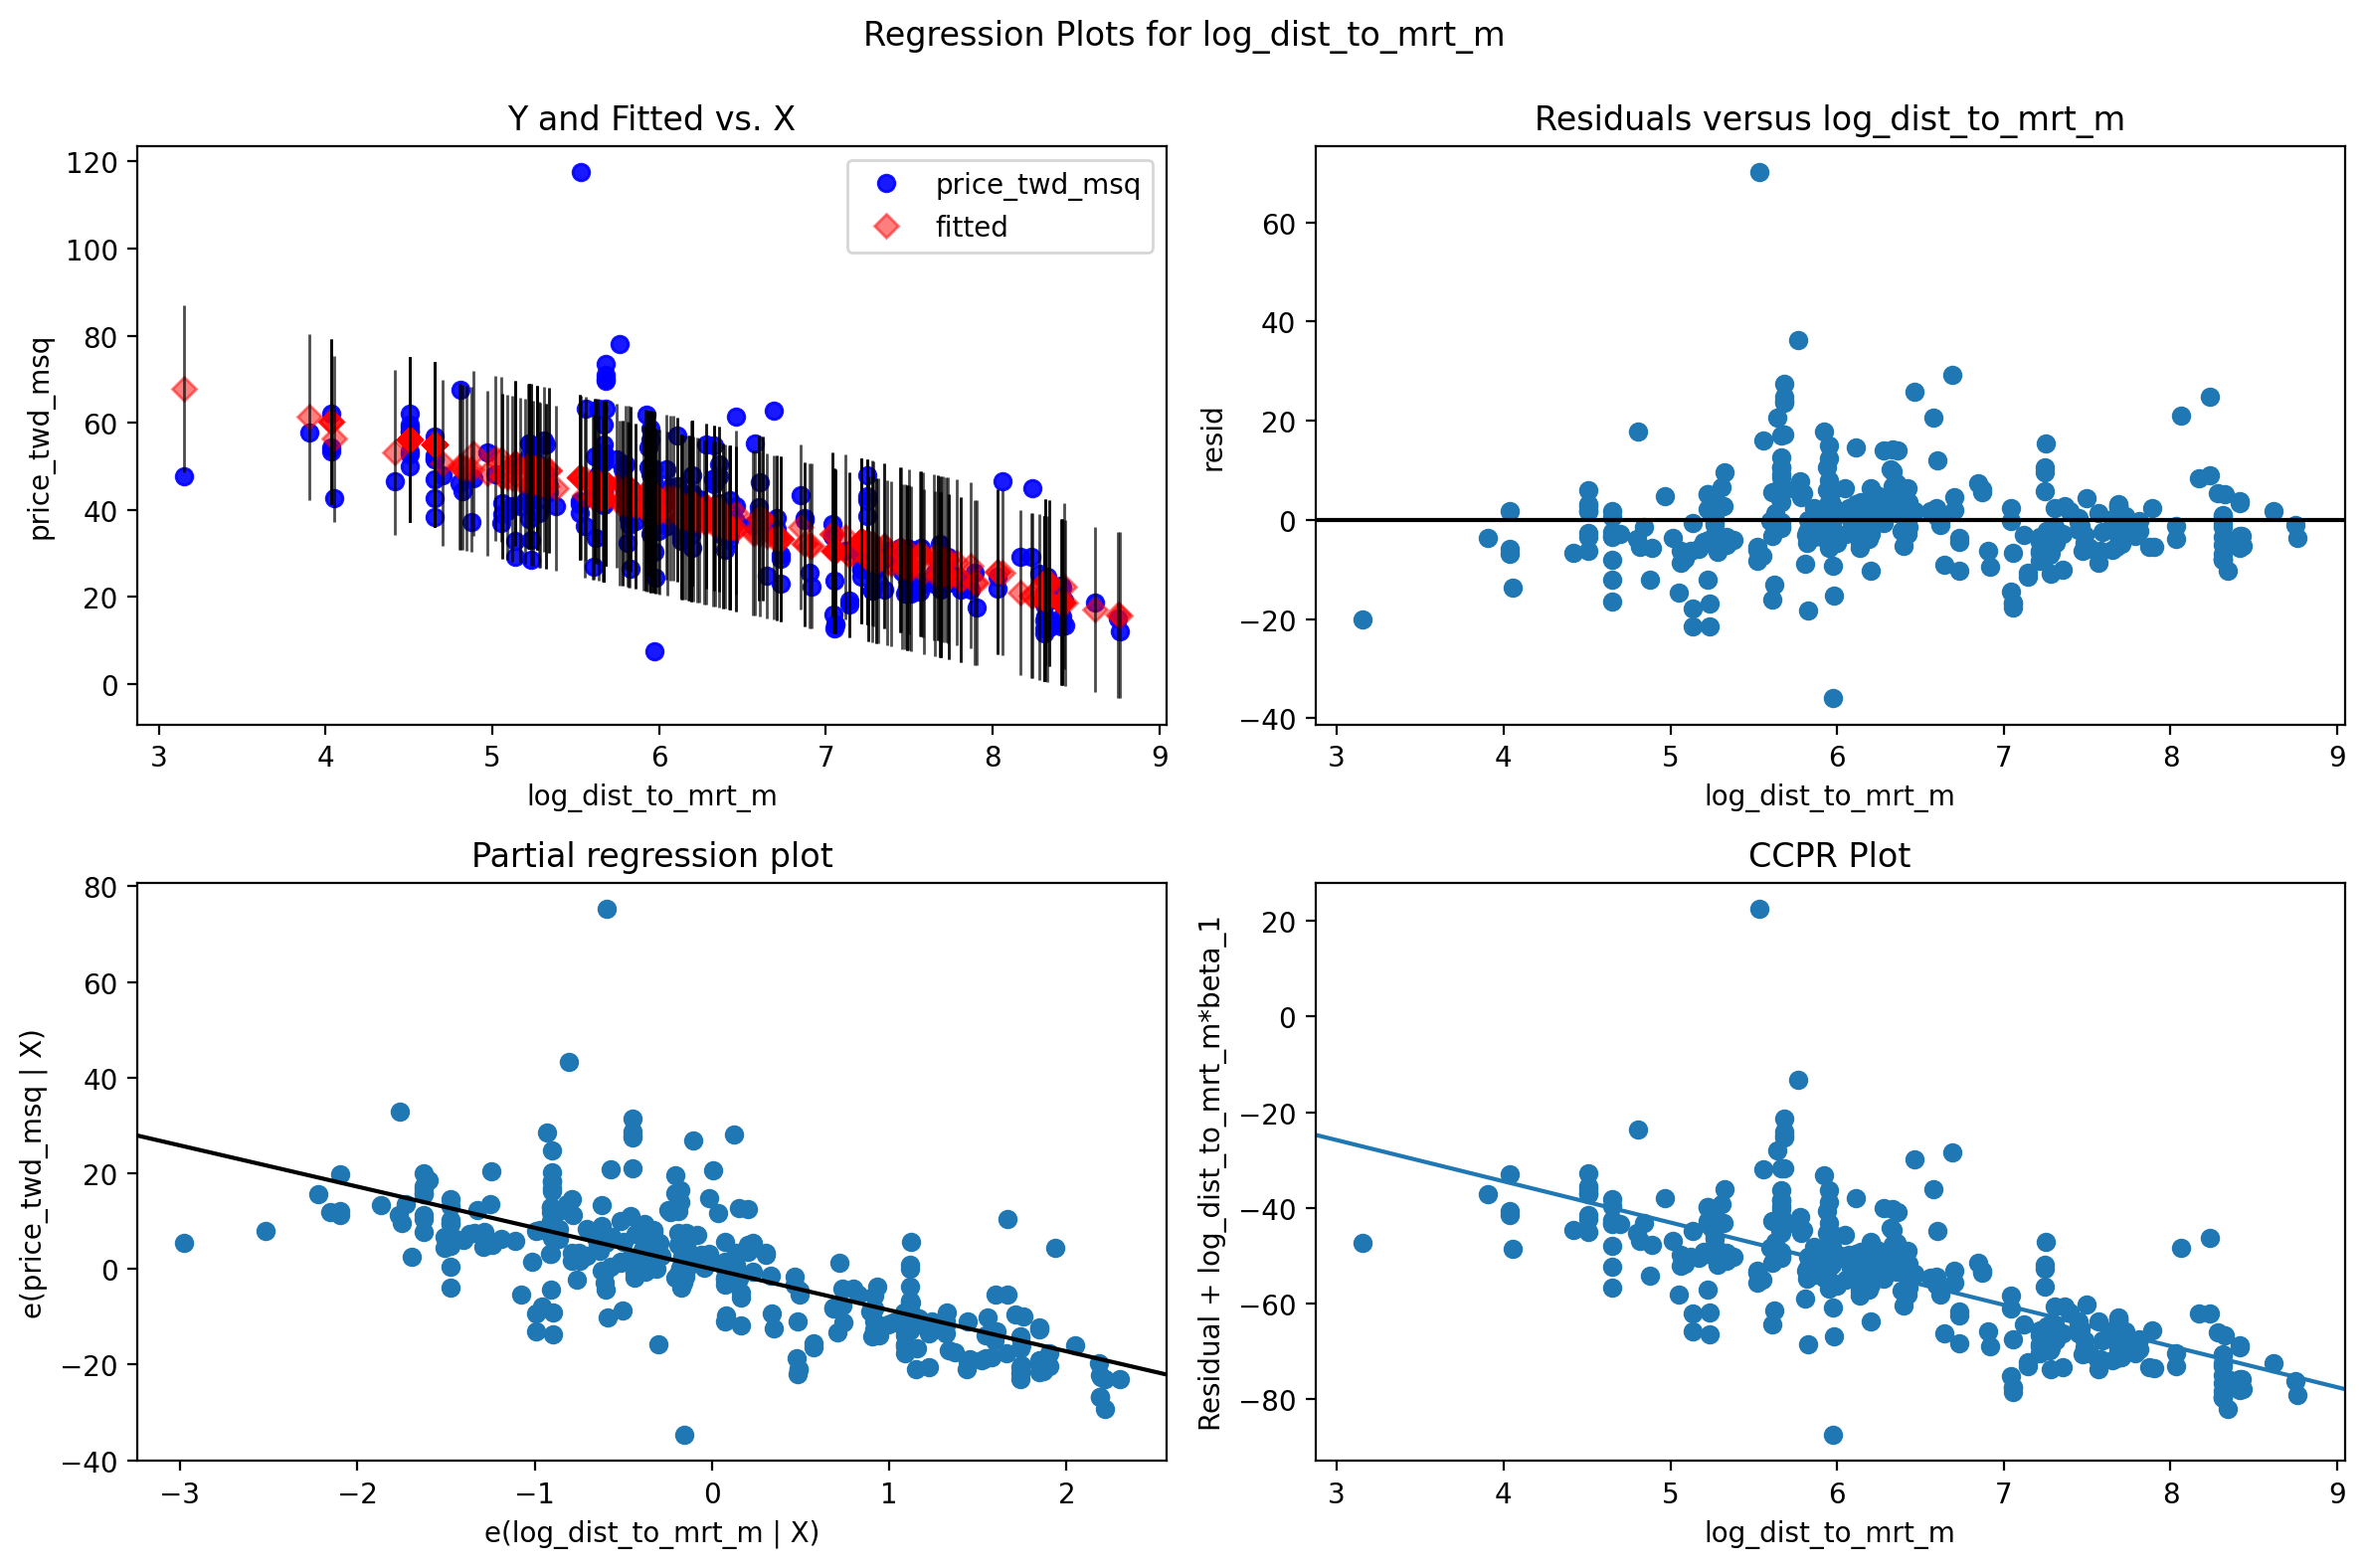 Regression Plots for log_dist_to_mrt_m
Y and Fitted vs. X
price_twd_msq
120
100
80
60
40
20
0
price_twd_msq
fitted
3 4 5 6 7 8 9
log_dist_to_mrt_m
Residuals versus log_dist_to_mrt_m
resid
60
40
20
0
−20
−40
3 4 5 6 7 8 9
log_dist_to_mrt_m
Partial regression plot
e(price_twd_msq | X)
80
60
40
20
0
−20
−40
−3 −2 −1 0 1 2
e(log_dist_to_mrt_m | X)
CCPR Plot
Residual + log_dist_to_mrt_m*beta_1
20
0
−20
−40
−60
−80
3 4 5 6 7 8 9
log_dist_to_mrt_m